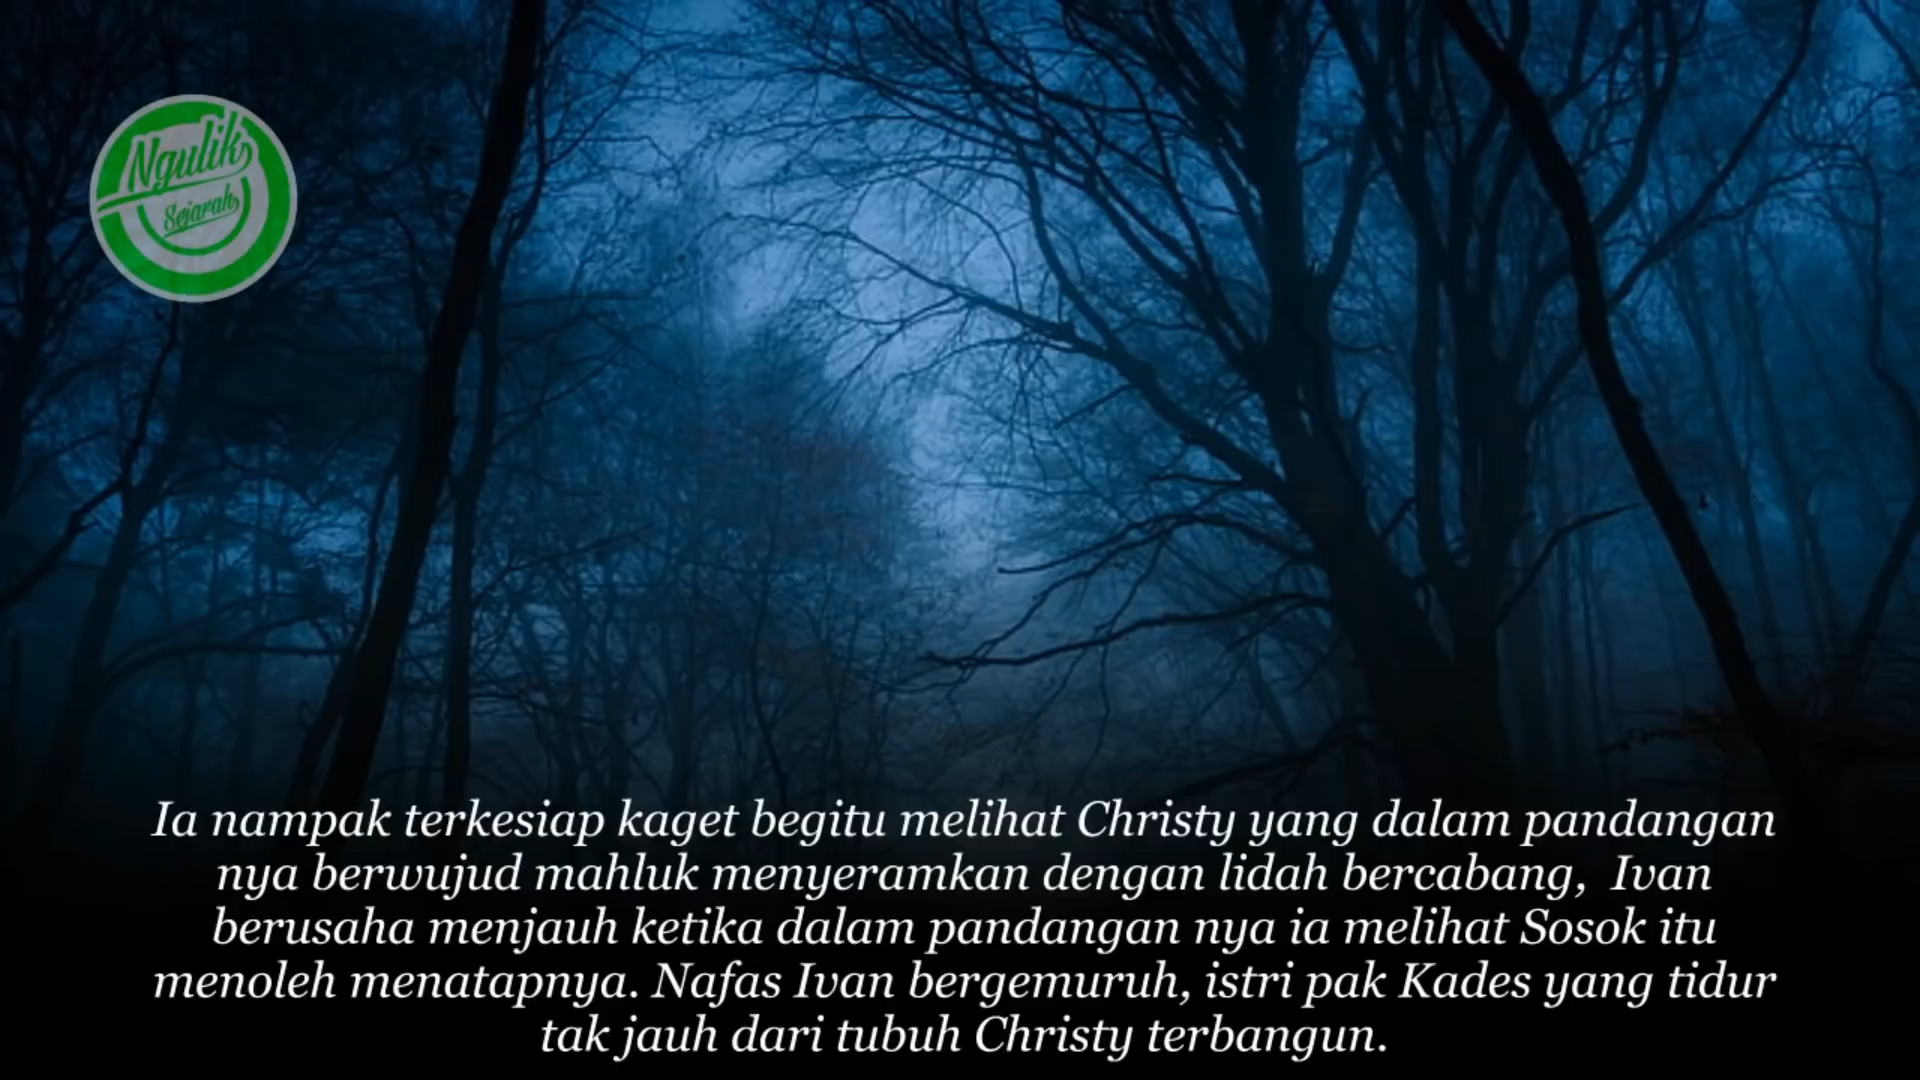 Ngulik
Sejarah
Ia nampak terkesiap kaget begitu melihat Christy yang dalam pandangan
nya berwujud mahluk menyeramkan dengan lidah bercabang,  Ivan
berusaha menjauh ketika dalam pandangan nya ia melihat Sosok itu
menoleh menatapnya. Nafas Ivan bergemuruh, istri pak Kades yang tidur
tak jauh dari tubuh Christy terbangun.